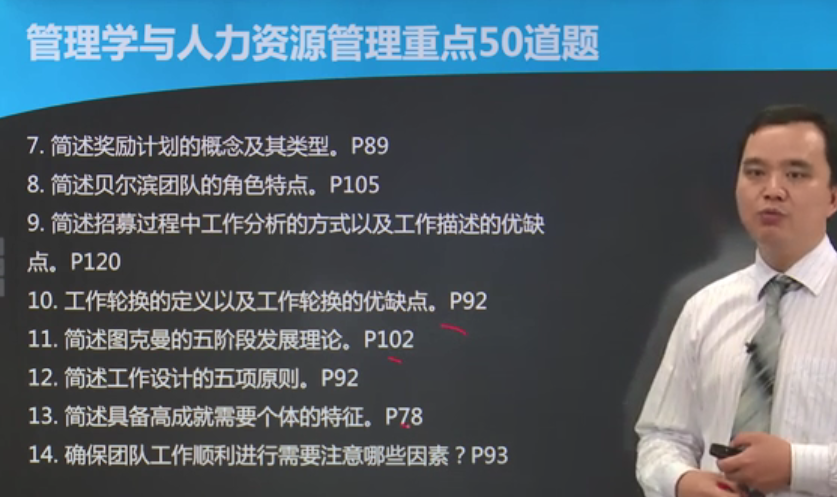 管理学与人力资源管理重点50道题
7. 简述奖励计划的概念及其类型。P89
8. 简述贝尔滨团队的角色特点。P105
9. 简述招募过程中工作分析的方式以及工作描述的优缺
点。P120
10. 工作轮换的定义以及工作轮换的优缺点。P92
11. 简述图克曼的五阶段发展理论。P102
12. 简述工作设计的五项原则。P92
13. 简述具备高成就需要个体的特征。P78
14. 确保团队工作顺利进行需要注意哪些因素？P93